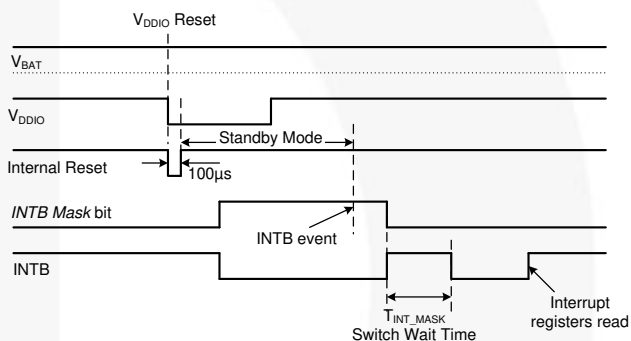 VDDIO Reset
VBAT
VDDIO
Standby Mode
Internal Reset
100µs
INTB Mask bit
INTB event
INTB
TINT_MASK
Switch Wait Time
Interrupt
registers read